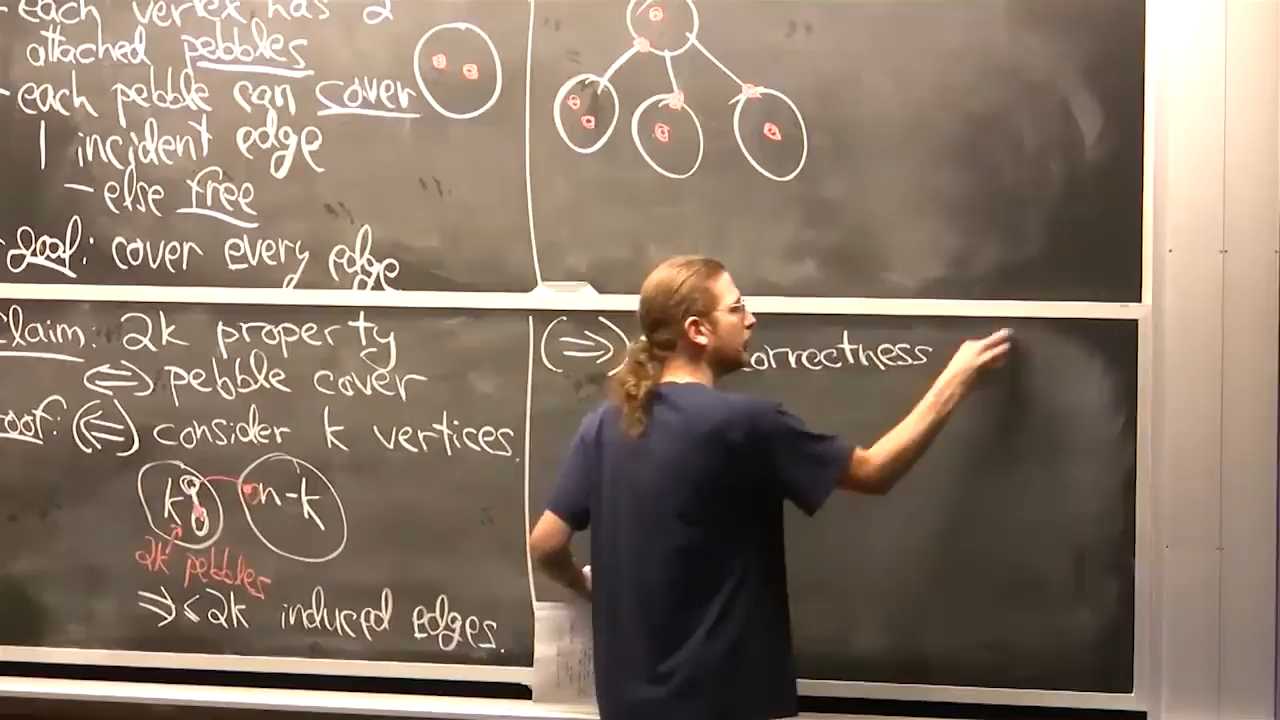 - each vertex has 2
attached pebbles
- each pebble can cover
1 incident edge
- else free
goal: cover every edge
Claim: 2k property
⇔ pebble cover
roof: (⇐) consider k vertices.
k
n-k
2k pebbles
⇒ ≤ 2k induced edges.
(⇒)
correctness